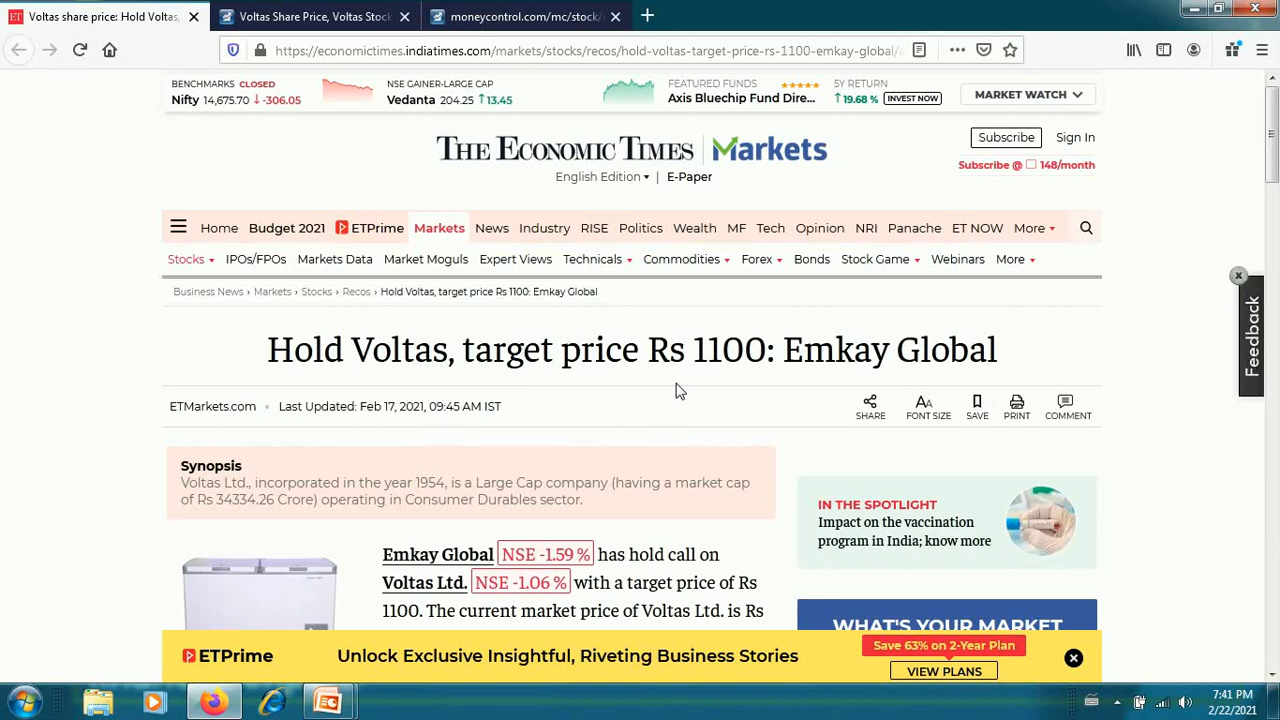 Voltas share price: Hold Voltas,
Voltas Share Price, Voltas Stock
moneycontrol.com/mc/stock/
https://economictimes.indiatimes.com/markets/stocks/recos/hold-voltas-target-price-rs-1100-emkay-global/
BENCHMARKS CLOSED
Nifty 14,675.70 ↓-306.05
NSE GAINER-LARGE CAP
Vedanta 204.25 ↑13.45
FEATURED FUNDS ★★★★★
Axis Bluechip Fund Dire...
5Y RETURN
↑19.68 % INVEST NOW
MARKET WATCH
THE ECONOMIC TIMES | Markets
English Edition | E-Paper
Subscribe Sign In
Subscribe @ 148/month
Home Budget 2021 ETPrime Markets News Industry RISE Politics Wealth MF Tech Opinion NRI Panache ET NOW More
Stocks IPOs/FPOs Markets Data Market Moguls Expert Views Technicals Commodities Forex Bonds Stock Game Webinars More
Business News › Markets › Stocks › Recos › Hold Voltas, target price Rs 1100: Emkay Global
Hold Voltas, target price Rs 1100: Emkay Global
ETMarkets.com • Last Updated: Feb 17, 2021, 09:45 AM IST
SHARE FONT SIZE SAVE PRINT COMMENT
Feedback
Synopsis
Voltas Ltd., incorporated in the year 1954, is a Large Cap company (having a market cap
of Rs 34334.26 Crore) operating in Consumer Durables sector.
IN THE SPOTLIGHT
Impact on the vaccination
program in India; know more
Emkay Global NSE -1.59 % has hold call on
Voltas Ltd. NSE -1.06 % with a target price of Rs
1100. The current market price of Voltas Ltd. is Rs
WHAT'S YOUR MARKET
ETPrime
Unlock Exclusive Insightful, Riveting Business Stories
Save 63% on 2-Year Plan
VIEW PLANS
7:41 PM
2/22/2021